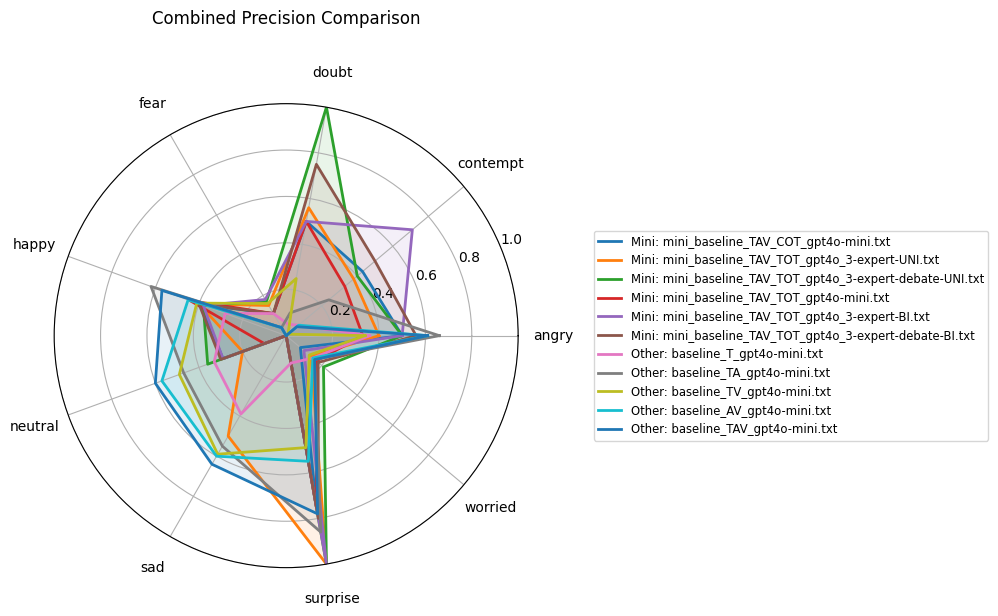 Combined Precision Comparison
doubt
fear
contempt
happy
angry
neutral
worried
sad
surprise
0.2
0.4
0.6
0.8
1.0
Mini: mini_baseline_TAV_COT_gpt4o-mini.txt
Mini: mini_baseline_TAV_TOT_gpt4o_3-expert-UNI.txt
Mini: mini_baseline_TAV_TOT_gpt4o_3-expert-debate-UNI.txt
Mini: mini_baseline_TAV_TOT_gpt4o-mini.txt
Mini: mini_baseline_TAV_TOT_gpt4o_3-expert-BI.txt
Mini: mini_baseline_TAV_TOT_gpt4o_3-expert-debate-BI.txt
Other: baseline_T_gpt4o-mini.txt
Other: baseline_TA_gpt4o-mini.txt
Other: baseline_TV_gpt4o-mini.txt
Other: baseline_AV_gpt4o-mini.txt
Other: baseline_TAV_gpt4o-mini.txt